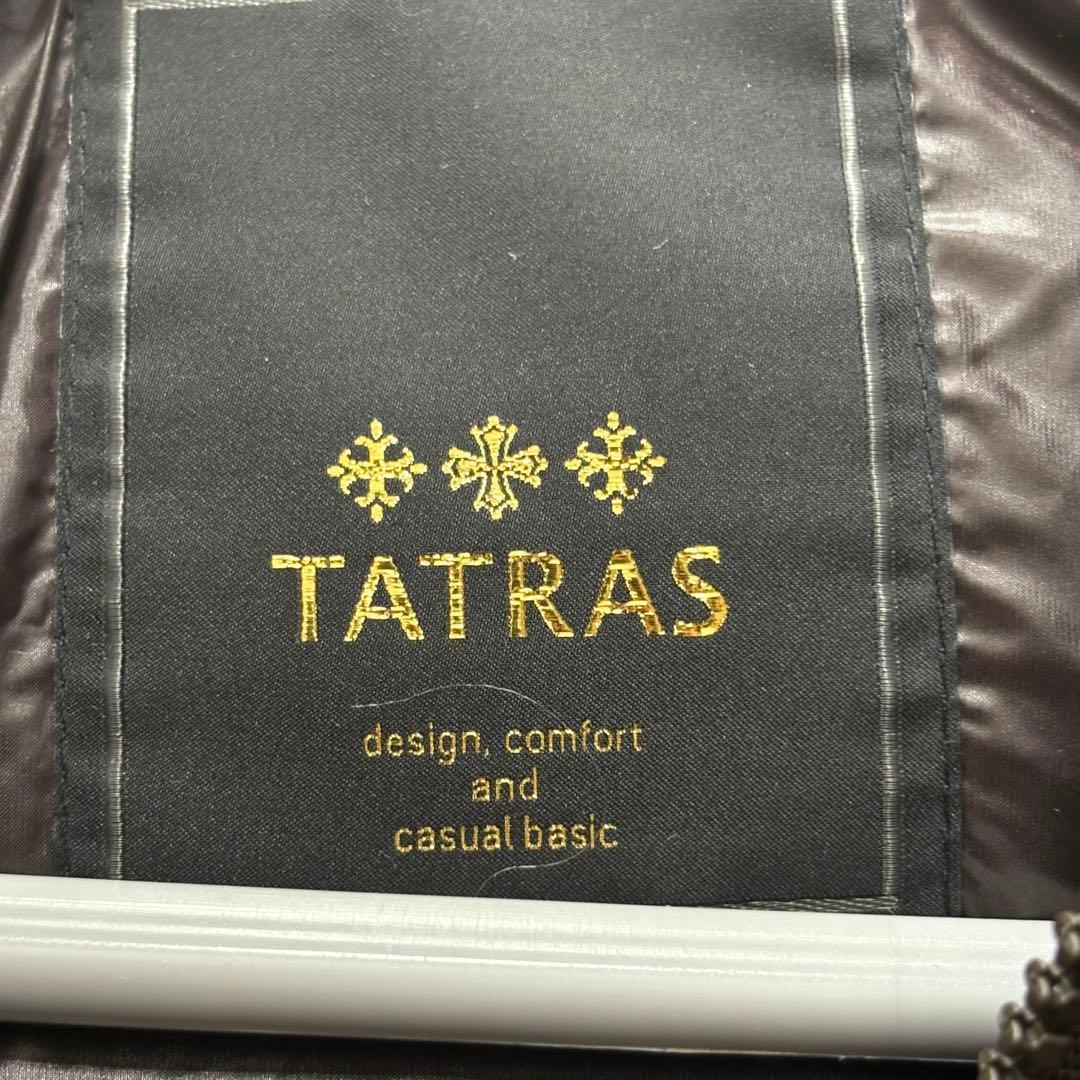 TATRAS
design, comfort
and
casual basic